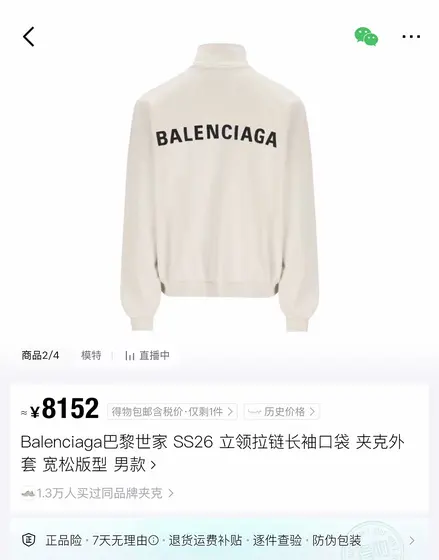 BALENCIAGA
商品2/4 模特 直播中
≈¥8152 得物包邮含税价·仅剩1件 历史价格
Balenciaga巴黎世家 SS26 立领拉链长袖口袋 夹克外
套 宽松版型 男款
1.3万人买过同品牌夹克
正品险 · 7天无理由 · 退货运费补贴 · 逐件查验 · 防伪包装